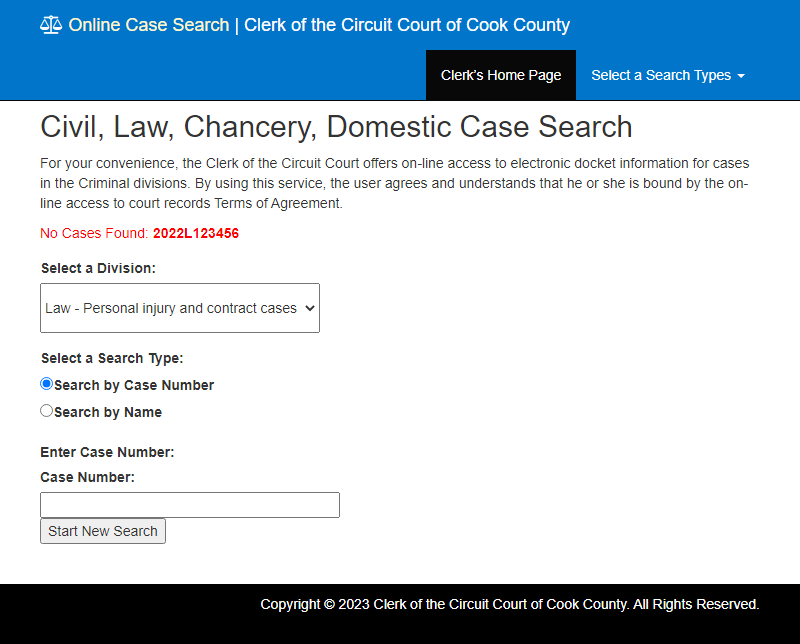 Online Case Search | Clerk of the Circuit Court of Cook County
Clerk's Home Page
Select a Search Types
Civil, Law, Chancery, Domestic Case Search
For your convenience, the Clerk of the Circuit Court offers on-line access to electronic docket information for cases
in the Criminal divisions. By using this service, the user agrees and understands that he or she is bound by the on-
line access to court records Terms of Agreement.
No Cases Found: 2022L123456
Select a Division:
Law - Personal injury and contract cases
Select a Search Type:
Search by Case Number
Search by Name
Enter Case Number:
Case Number:
Start New Search
Copyright © 2023 Clerk of the Circuit Court of Cook County. All Rights Reserved.